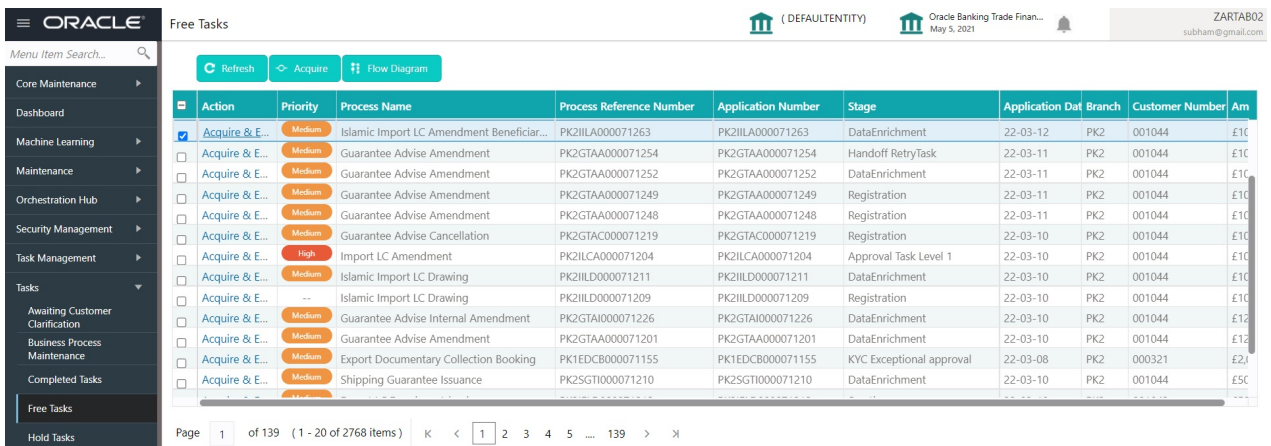 ORACLE
Free Tasks
( DEFAULTENTITY)
Oracle Banking Trade Finan...
May 5, 2021
ZARTAB02
subham@gmail.com
Menu Item Search...
Core Maintenance
Dashboard
Machine Learning
Maintenance
Orchestration Hub
Security Management
Task Management
Tasks
Awaiting Customer
Clarification
Business Process
Maintenance
Completed Tasks
Free Tasks
Hold Tasks
Refresh Acquire Flow Diagram
Action Priority Process Name Process Reference Number Application Number Stage Application Dat Branch Customer Number Am
Acquire & E... Medium Islamic Import LC Amendment Beneficiar... PK2IILA000071263 PK2IILA000071263 DataEnrichment 22-03-12 PK2 001044 £10
Acquire & E... Medium Guarantee Advise Amendment PK2GTAA000071254 PK2GTAA000071254 Handoff RetryTask 22-03-11 PK2 001044 £10
Acquire & E... Medium Guarantee Advise Amendment PK2GTAA000071252 PK2GTAA000071252 DataEnrichment 22-03-11 PK2 001044 £10
Acquire & E... Medium Guarantee Advise Amendment PK2GTAA000071249 PK2GTAA000071249 Registration 22-03-11 PK2 001044 £10
Acquire & E... Medium Guarantee Advise Amendment PK2GTAA000071248 PK2GTAA000071248 Registration 22-03-11 PK2 001044 £10
Acquire & E... Medium Guarantee Advise Cancellation PK2GTAC000071219 PK2GTAC000071219 Registration 22-03-10 PK2 001044 £10
Acquire & E... High Import LC Amendment PK2ILCA000071204 PK2ILCA000071204 Approval Task Level 1 22-03-10 PK2 001044 £10
Acquire & E... Medium Islamic Import LC Drawing PK2IILD000071211 PK2IILD000071211 DataEnrichment 22-03-10 PK2 001044 £10
Acquire & E... -- Islamic Import LC Drawing PK2IILD000071209 PK2IILD000071209 Registration 22-03-10 PK2 001044 £10
Acquire & E... Medium Guarantee Advise Internal Amendment PK2GTAI000071226 PK2GTAI000071226 DataEnrichment 22-03-10 PK2 001044 £12
Acquire & E... Medium Guarantee Advise Amendment PK2GTAA000071201 PK2GTAA000071201 DataEnrichment 22-03-10 PK2 001044 £12
Acquire & E... Medium Export Documentary Collection Booking PK1EDCB000071155 PK1EDCB000071155 KYC Exceptional approval 22-03-08 PK2 000321 £2,0
Acquire & E... Medium Shipping Guarantee Issuance PK2SGTI000071210 PK2SGTI000071210 DataEnrichment 22-03-10 PK2 001044 £50
Page 1 of 139 ( 1 - 20 of 2768 items ) 1 2 3 4 5 .... 139